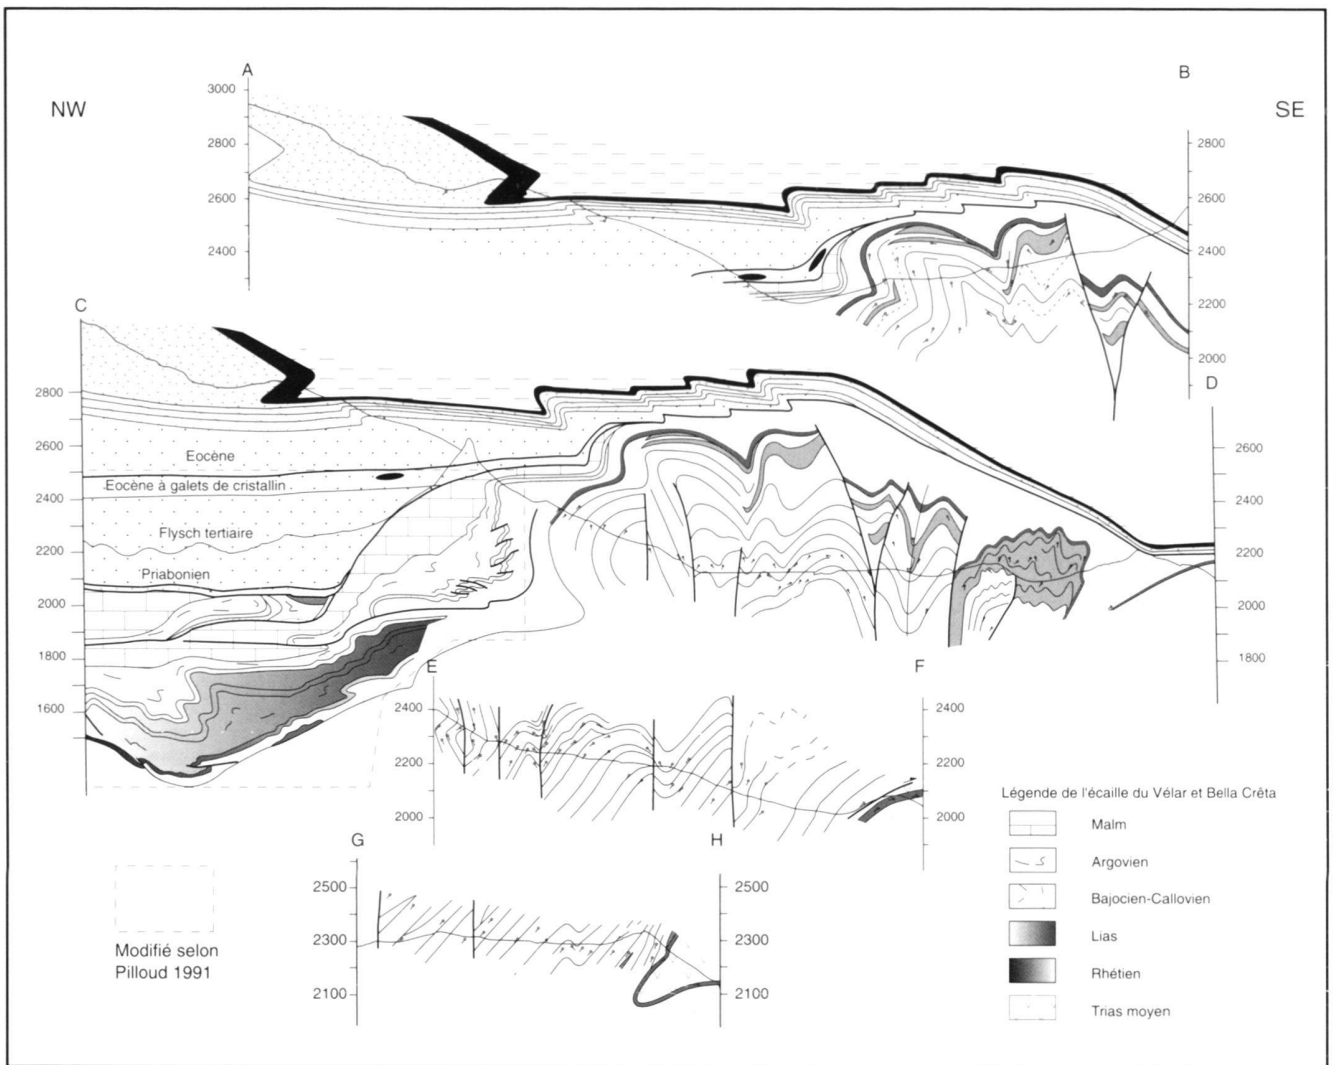 A
B
NW
SE
3000
2800
2600
2400
2800
2600
2400
2200
2000
C
D
2800
2600
2400
2200
2000
1800
1600
Eocène
Eocène à galets de cristallin
Flysch tertiaire
Priabonien
2600
2400
2200
2000
1800
E
F
2400
2200
2000
2400
2200
2000
G
H
2500
2300
2100
2500
2300
2100
Modifié selon
Pilloud 1991
Légende de l'écaille du Vélar et Bella Crêta
Malm
Argovien
Bajocien-Callovien
Lias
Rhétien
Trias moyen